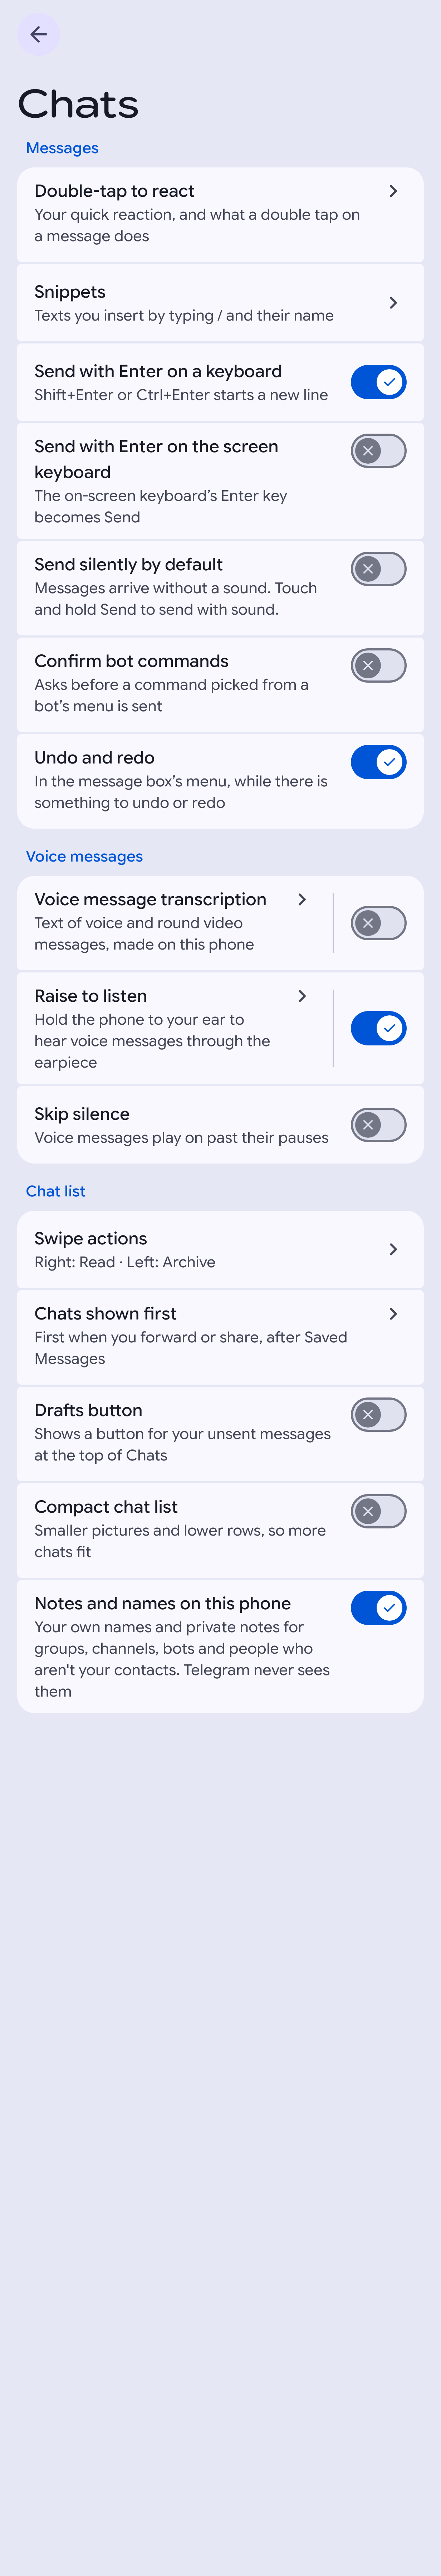 Chats
Messages
Double-tap to react
Your quick reaction, and what a double tap on
a message does
Snippets
Texts you insert by typing / and their name
Send with Enter on a keyboard
Shift+Enter or Ctrl+Enter starts a new line
Send with Enter on the screen
keyboard
The on-screen keyboard’s Enter key
becomes Send
Send silently by default
Messages arrive without a sound. Touch
and hold Send to send with sound.
Confirm bot commands
Asks before a command picked from a
bot’s menu is sent
Undo and redo
In the message box’s menu, while there is
something to undo or redo
Voice messages
Voice message transcription
Text of voice and round video
messages, made on this phone
Raise to listen
Hold the phone to your ear to
hear voice messages through the
earpiece
Skip silence
Voice messages play on past their pauses
Chat list
Swipe actions
Right: Read · Left: Archive
Chats shown first
First when you forward or share, after Saved
Messages
Drafts button
Shows a button for your unsent messages
at the top of Chats
Compact chat list
Smaller pictures and lower rows, so more
chats fit
Notes and names on this phone
Your own names and private notes for
groups, channels, bots and people who
aren't your contacts. Telegram never sees
them